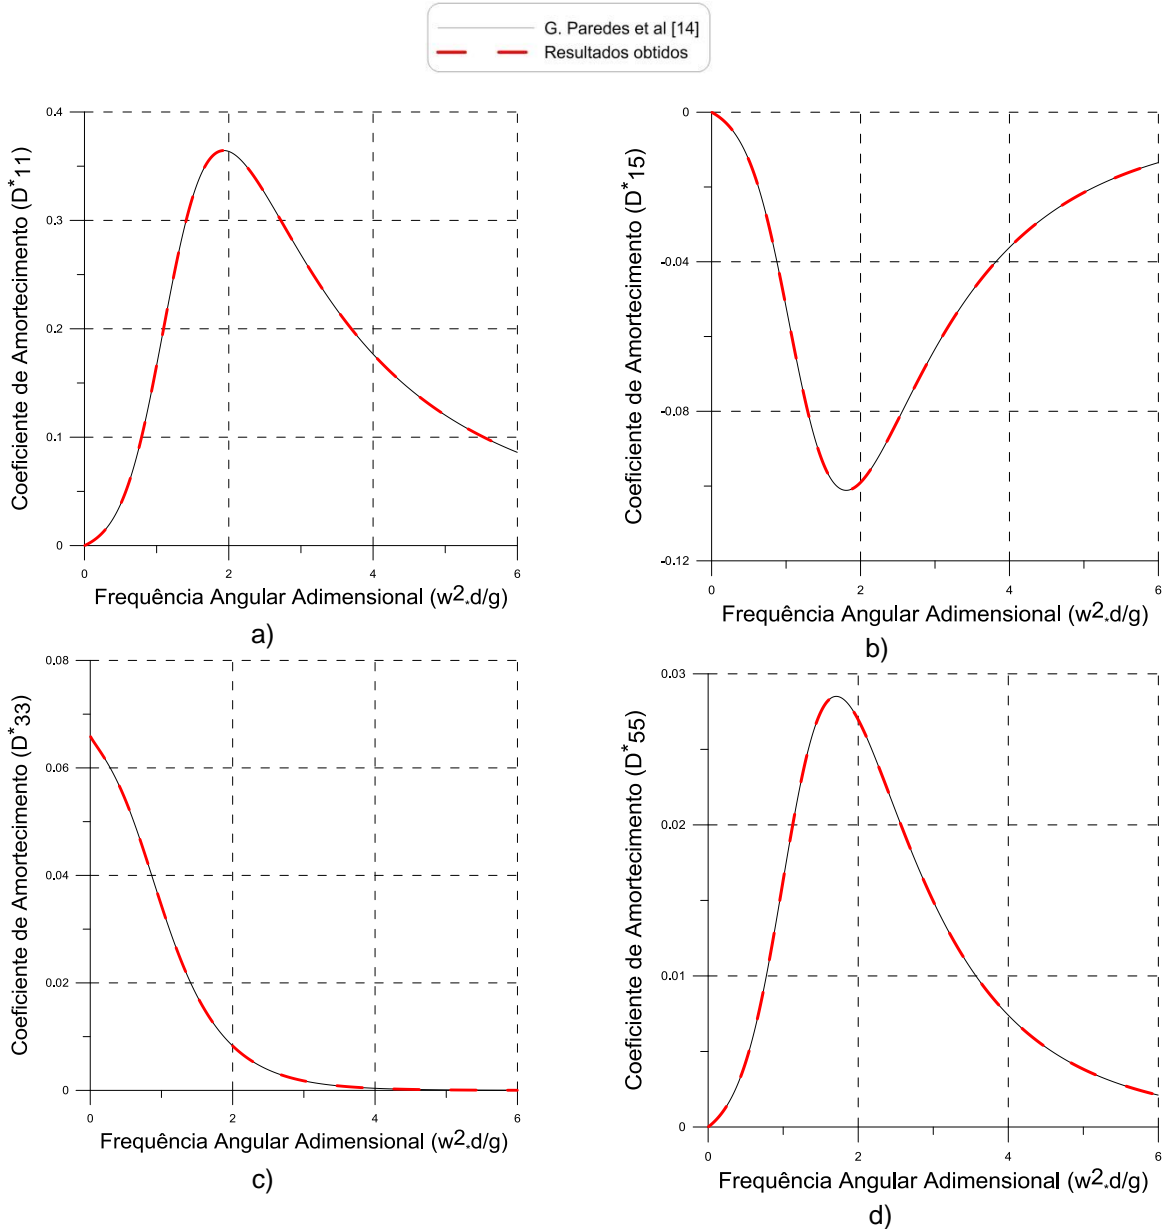 G. Paredes et al [14]
Resultados obtidos
Coeficiente de Amortecimento (D*11)
0.4
0.3
0.2
0.1
0
0 2 4 6
Frequência Angular Adimensional (w2*d/g)
a)
Coeficiente de Amortecimento (D*15)
0
-0.04
-0.08
-0.12
0 2 4 6
Frequência Angular Adimensional (w2*d/g)
b)
Coeficiente de Amortecimento (D*33)
0.08
0.06
0.04
0.02
0
0 2 4 6
Frequência Angular Adimensional (w2*d/g)
c)
Coeficiente de Amortecimento (D*55)
0.03
0.02
0.01
0
0 2 4 6
Frequência Angular Adimensional (w2*d/g)
d)